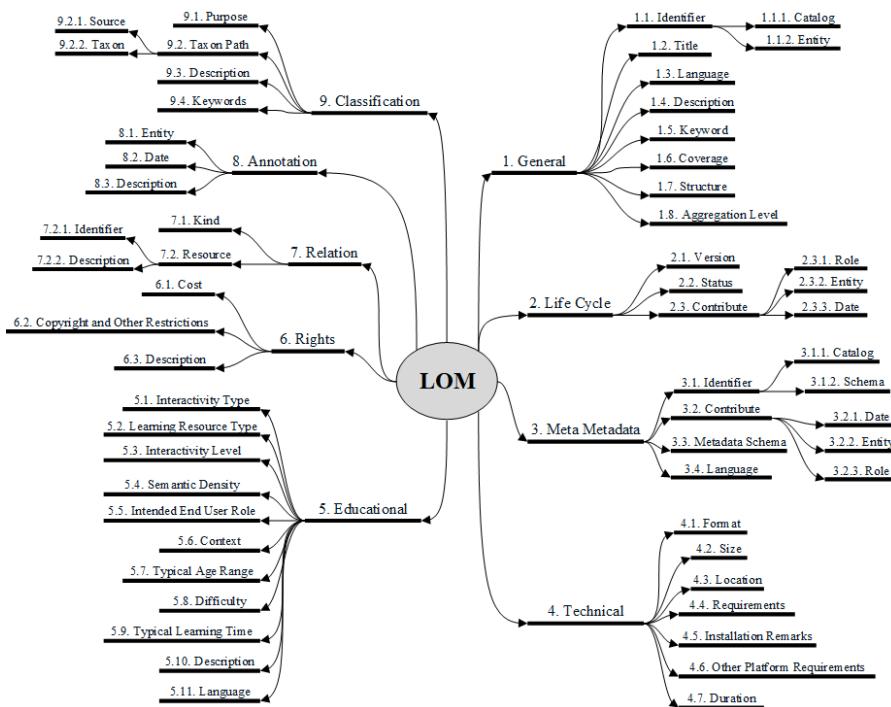 LOM
1. General
1.1. Identifier
1.1.1. Catalog
1.1.2. Entity
1.2. Title
1.3. Language
1.4. Description
1.5. Keyword
1.6. Coverage
1.7. Structure
1.8. Aggregation Level
2. Life Cycle
2.1. Version
2.2. Status
2.3. Contribute
2.3.1. Role
2.3.2. Entity
2.3.3. Date
3. Meta Metadata
3.1. Identifier
3.1.1. Catalog
3.1.2. Schema
3.2. Contribute
3.2.1. Date
3.2.2. Entity
3.2.3. Role
3.3. Metadata Schema
3.4. Language
4. Technical
4.1. Format
4.2. Size
4.3. Location
4.4. Requirements
4.5. Installation Remarks
4.6. Other Platform Requirements
4.7. Duration
5. Educational
5.1. Interactivity Type
5.2. Learning Resource Type
5.3. Interactivity Level
5.4. Semantic Density
5.5. Intended End User Role
5.6. Context
5.7. Typical Age Range
5.8. Difficulty
5.9. Typical Learning Time
5.10. Description
5.11. Language
6. Rights
6.1. Cost
6.2. Copyright and Other Restrictions
6.3. Description
7. Relation
7.1. Kind
7.2. Resource
7.2.1. Identifier
7.2.2. Description
8. Annotation
8.1. Entity
8.2. Date
8.3. Description
9. Classification
9.1. Purpose
9.2. Taxon Path
9.2.1. Source
9.2.2. Taxon
9.3. Description
9.4. Keywords